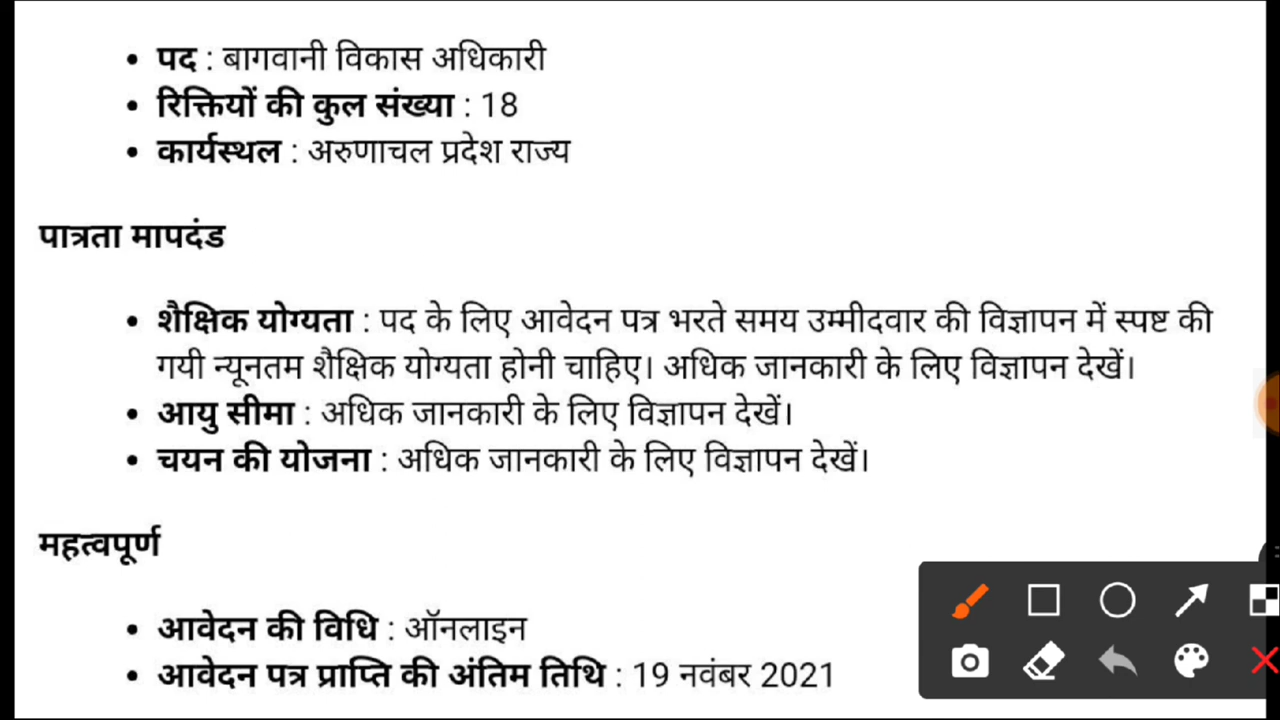 • पद : बागवानी विकास अधिकारी
• रिक्तियों की कुल संख्या : 18
• कार्यस्थल : अरुणाचल प्रदेश राज्य
पात्रता मापदंड
• शैक्षिक योग्यता : पद के लिए आवेदन पत्र भरते समय उम्मीदवार की विज्ञापन में स्पष्ट की
गयी न्यूनतम शैक्षिक योग्यता होनी चाहिए। अधिक जानकारी के लिए विज्ञापन देखें।
• आयु सीमा : अधिक जानकारी के लिए विज्ञापन देखें।
• चयन की योजना : अधिक जानकारी के लिए विज्ञापन देखें।
महत्वपूर्ण
• आवेदन की विधि : ऑनलाइन
• आवेदन पत्र प्राप्ति की अंतिम तिथि : 19 नवंबर 2021